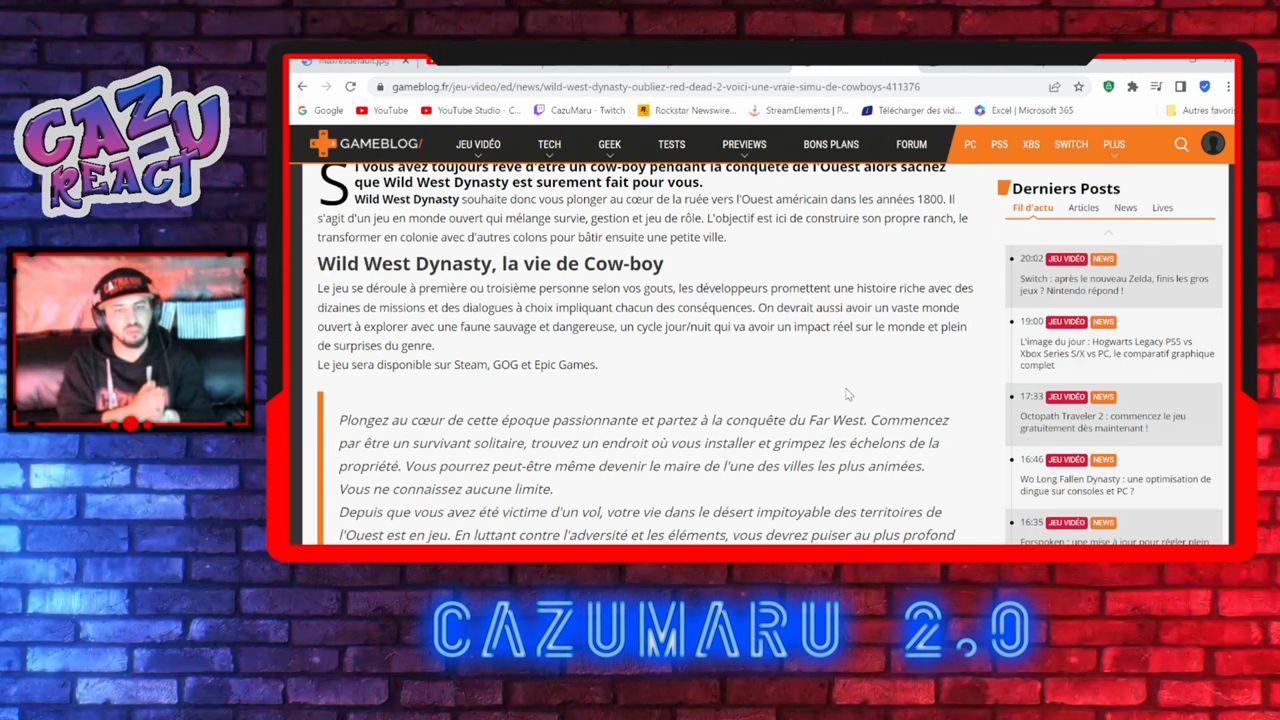 CAZU
REACT
maxresdefault.jpg
gameblog.fr/jeu-video/ed/news/wild-west-dynasty-oubliez-red-dead-2-voici-une-vraie-simu-de-cowboys-411376
Google YouTube YouTube Studio - C... CazuMaru - Twitch Rockstar Newswire... StreamElements | P... Télécharger des vid... Excel | Microsoft 365 Autres favoris
GAMEBLOG/ JEU VIDÉO TECH GEEK TESTS PREVIEWS BONS PLANS FORUM PC PS5 XBS SWITCH PLUS
Si vous avez toujours rêvé d'être un cow-boy pendant la conquête de l'Ouest alors sachez
que Wild West Dynasty est surement fait pour vous.
Wild West Dynasty souhaite donc vous plonger au cœur de la ruée vers l'Ouest américain dans les années 1800. Il
s'agit d'un jeu en monde ouvert qui mélange survie, gestion et jeu de rôle. L'objectif est ici de construire son propre ranch, le
transformer en colonie avec d'autres colons pour bâtir ensuite une petite ville.
Wild West Dynasty, la vie de Cow-boy
Le jeu se déroule à première ou troisième personne selon vos gouts, les développeurs promettent une histoire riche avec des
dizaines de missions et des dialogues à choix impliquant chacun des conséquences. On devrait aussi avoir un vaste monde
ouvert à explorer avec une faune sauvage et dangereuse, un cycle jour/nuit qui va avoir un impact réel sur le monde et plein
de surprises du genre.
Le jeu sera disponible sur Steam, GOG et Epic Games.
Plongez au cœur de cette époque passionnante et partez à la conquête du Far West. Commencez
par être un survivant solitaire, trouvez un endroit où vous installer et grimpez les échelons de la
propriété. Vous pourrez peut-être même devenir le maire de l'une des villes les plus animées.
Vous ne connaissez aucune limite.
Depuis que vous avez été victime d'un vol, votre vie dans le désert impitoyable des territoires de
l'Ouest est en jeu. En luttant contre l'adversité et les éléments, vous devrez puiser au plus profond
Derniers Posts
Fil d'actu Articles News Lives
20:02 JEU VIDÉO NEWS
Switch : après le nouveau Zelda, finis les gros
jeux ? Nintendo répond !
19:00 JEU VIDÉO NEWS
L'image du jour : Hogwarts Legacy PS5 vs
Xbox Series S/X vs PC, le comparatif graphique
complet
17:33 JEU VIDÉO NEWS
Octopath Traveler 2 : commencez le jeu
gratuitement dès maintenant !
16:46 JEU VIDÉO NEWS
Wo Long Fallen Dynasty : une optimisation de
dingue sur consoles et PC ?
16:35 JEU VIDÉO NEWS
Forspoken : une mise à jour pour régler plein
CAZUMARU 2.0